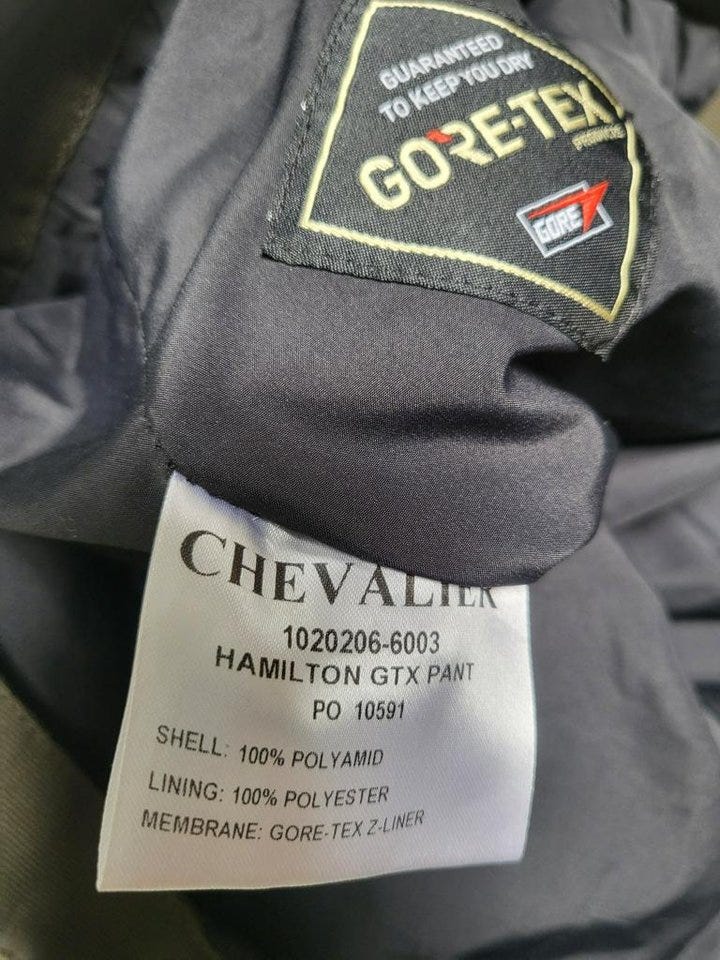 GUARANTEED
TO KEEP YOU DRY
GORE-TEX
GORE
CHEVALIER
1020206-6003
HAMILTON GTX PANT
PO 10591
SHELL: 100% POLYAMID
LINING: 100% POLYESTER
MEMBRANE: GORE-TEX Z-LINER